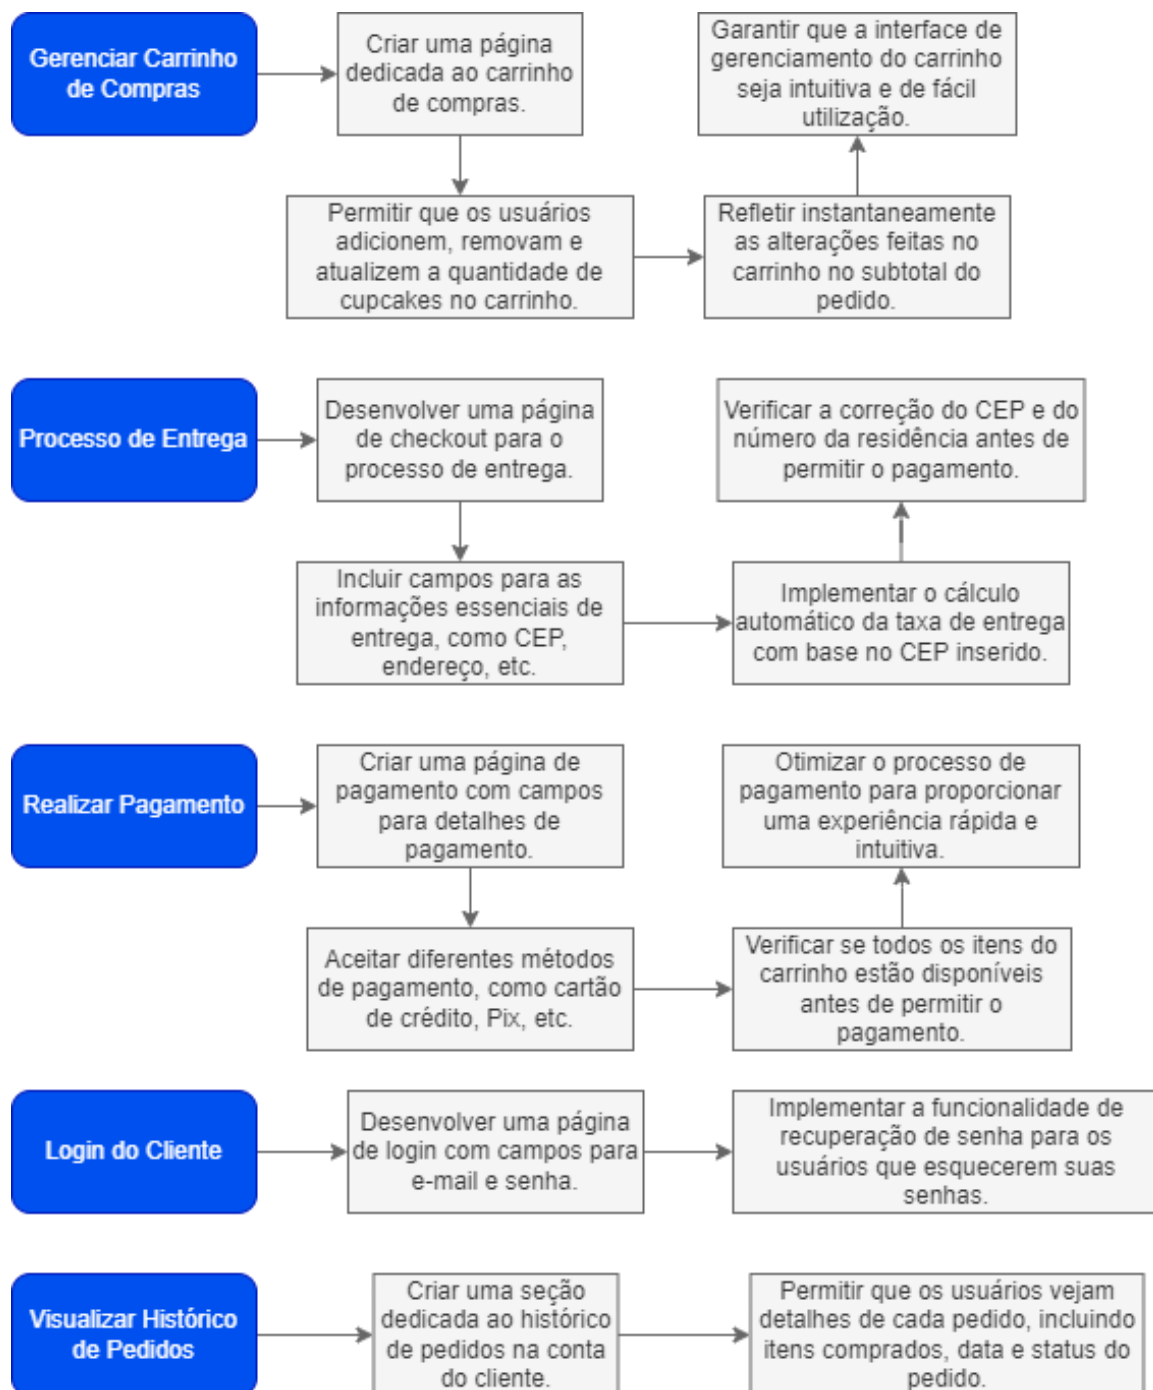 Gerenciar Carrinho
de Compras
Criar uma página
dedicada ao carrinho
de compras.
Garantir que a interface de
gerenciamento do carrinho
seja intuitiva e de fácil
utilização.
Permitir que os usuários
adicionem, removam e
atualizem a quantidade de
cupcakes no carrinho.
Refletir instantaneamente
as alterações feitas no
carrinho no subtotal do
pedido.
Processo de Entrega
Desenvolver uma página
de checkout para o
processo de entrega.
Verificar a correção do CEP e do
número da residência antes de
permitir o pagamento.
Incluir campos para as
informações essenciais de
entrega, como CEP,
endereço, etc.
Implementar o cálculo
automático da taxa de entrega
com base no CEP inserido.
Realizar Pagamento
Criar uma página de
pagamento com campos
para detalhes de
pagamento.
Otimizar o processo de
pagamento para proporcionar
uma experiência rápida e
intuitiva.
Aceitar diferentes métodos
de pagamento, como cartão
de crédito, Pix, etc.
Verificar se todos os itens do
carrinho estão disponíveis
antes de permitir o
pagamento.
Login do Cliente
Desenvolver uma página
de login com campos para
e-mail e senha.
Implementar a funcionalidade de
recuperação de senha para os
usuários que esquecerem suas
senhas.
Visualizar Histórico
de Pedidos
Criar uma seção
dedicada ao histórico
de pedidos na conta
do cliente.
Permitir que os usuários vejam
detalhes de cada pedido, incluindo
itens comprados, data e status do
pedido.